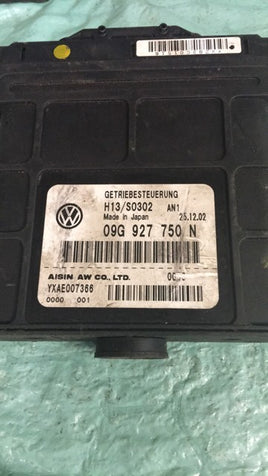 GETRIEBESTEUERUNG
H13/S0302 AN1
Made in Japan 25.12.02
09G 927 750 N
AISIN AW CO., LTD.
YXAE007366
0000 001